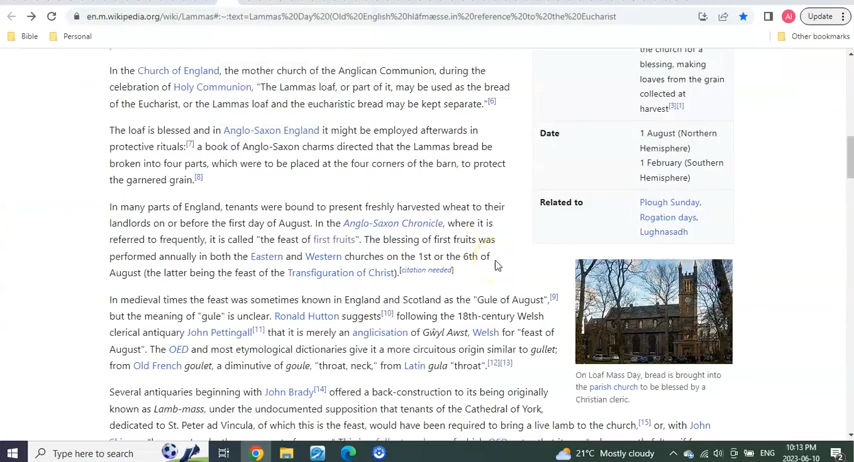 en.m.wikipedia.org/wiki/Lammas#:~:text=Lammas%20Day%20(Old%20English%20hlāfmæsse,in%20reference%20to%20the%20Eucharist
AI
Update
Bible
Personal
Other bookmarks
In the Church of England, the mother church of the Anglican Communion, during the
celebration of Holy Communion, "The Lammas loaf, or part of it, may be used as the bread
of the Eucharist, or the Lammas loaf and the eucharistic bread may be kept separate."[6]
The loaf is blessed and in Anglo-Saxon England it might be employed afterwards in
protective rituals:[7] a book of Anglo-Saxon charms directed that the Lammas bread be
broken into four parts, which were to be placed at the four corners of the barn, to protect
the garnered grain.[8]
In many parts of England, tenants were bound to present freshly harvested wheat to their
landlords on or before the first day of August. In the Anglo-Saxon Chronicle, where it is
referred to frequently, it is called "the feast of first fruits". The blessing of first fruits was
performed annually in both the Eastern and Western churches on the 1st or the 6th of
August (the latter being the feast of the Transfiguration of Christ).[citation needed]
In medieval times the feast was sometimes known in England and Scotland as the "Gule of August",[9]
but the meaning of "gule" is unclear. Ronald Hutton suggests[10] following the 18th-century Welsh
clerical antiquary John Pettingall[11] that it is merely an anglicisation of Gŵyl Awst, Welsh for "feast of
August". The OED and most etymological dictionaries give it a more circuitous origin similar to gullet;
from Old French goulet, a diminutive of goule, "throat, neck," from Latin gula "throat".[12][13]
Several antiquaries beginning with John Brady[14] offered a back-construction to its being originally
known as Lamb-mass, under the undocumented supposition that tenants of the Cathedral of York,
dedicated to St. Peter ad Vincula, of which this is the feast, would have been required to bring a live lamb to the church,[15] or, with John
the church for a
blessing, making
loaves from the grain
collected at
harvest[3][1]
Date
1 August (Northern
Hemisphere)
1 February (Southern
Hemisphere)
Related to
Plough Sunday,
Rogation days,
Lughnasadh
On Loaf Mass Day, bread is brought into
the parish church to be blessed by a
Christian cleric.
Type here to search
21°C Mostly cloudy
ENG
10:13 PM
2023-06-10
2